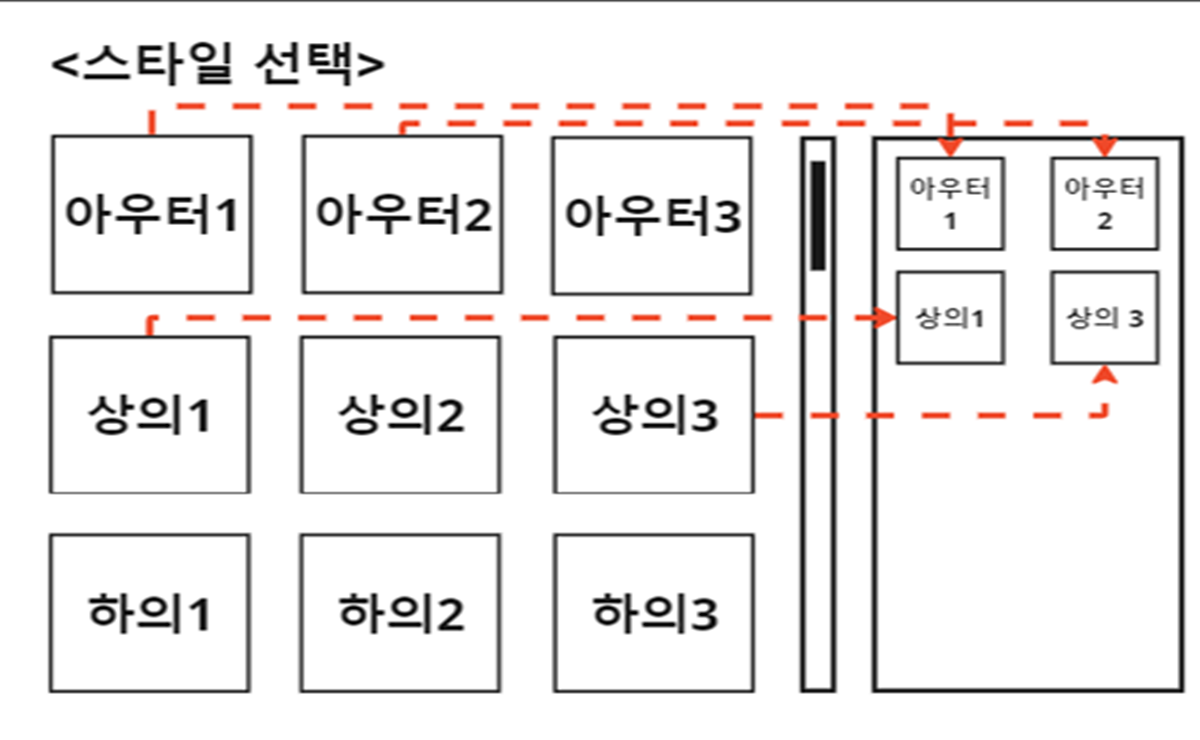 <스타일 선택>
아우터1
아우터2
아우터3
아우터
1
아우터
2
상의1
상의 3
상의1
상의2
상의3
하의1
하의2
하의3